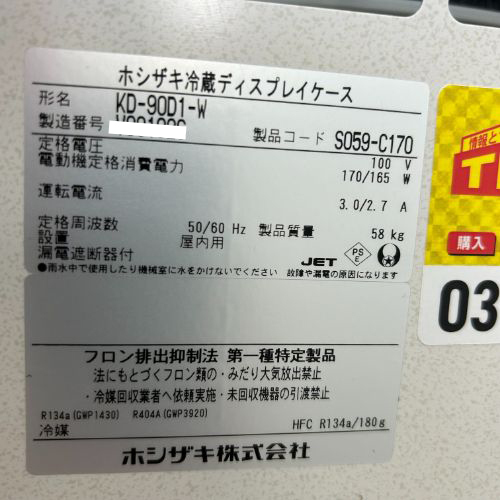 ホシザキ冷蔵ディスプレイケース
形名 KD-90D1-W
製造番号
製品コード S059-C170
定格電圧 100 V
電動機定格消費電力 170/165 W
運転電流 3.0/2.7 A
定格周波数 50/60 Hz 製品質量 58 kg
設置 屋内用
漏電遮断器付 JET PSE
●雨水中で使用したり機械室に水をかけないでください 故障や漏電の原因になります
フロン排出抑制法 第一種特定製品
法にもとづくフロン類の・みだり大気放出禁止
・冷媒回収業者へ依頼実施・未回収機器の引渡禁止
R134a(GWP1430) R404A(GWP3920)
冷媒 HFC R134a/180g
ホシザキ株式会社
情報と
購入
03